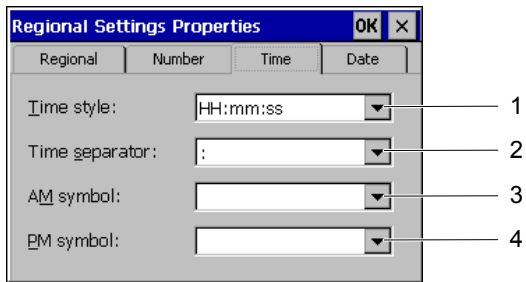 Regional Settings Properties OK ×
Regional Number Time Date
Time style: HH:mm:ss 1
Time separator: : 2
AM symbol: 3
PM symbol: 4